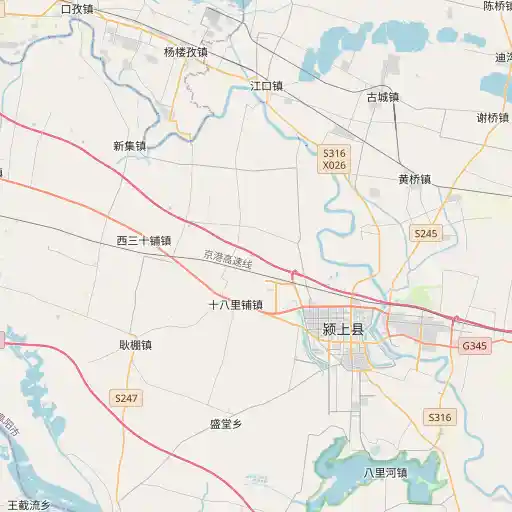 口孜镇
陈桥镇
杨楼孜镇
江口镇
古城镇
谢桥镇
新集镇
S316
X026
黄桥镇
S245
西三十铺镇
京港高速线
十八里铺镇
颍上县
耿棚镇
G345
S247
S316
盛堂乡
八里河镇
王截流乡